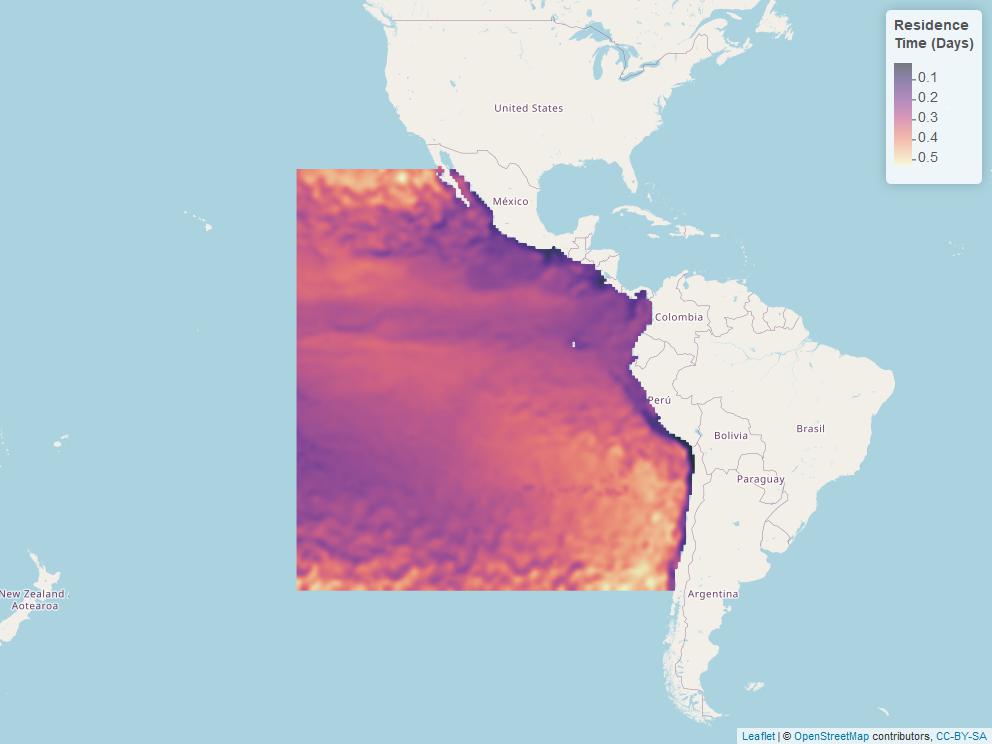 Residence
Time (Days)
0.1
0.2
0.3
0.4
0.5
United States
México
Colombia
Perú
Brasil
Bolivia
Paraguay
New Zealand
Aotearoa
Argentina
Leaflet | © OpenStreetMap contributors, CC-BY-SA